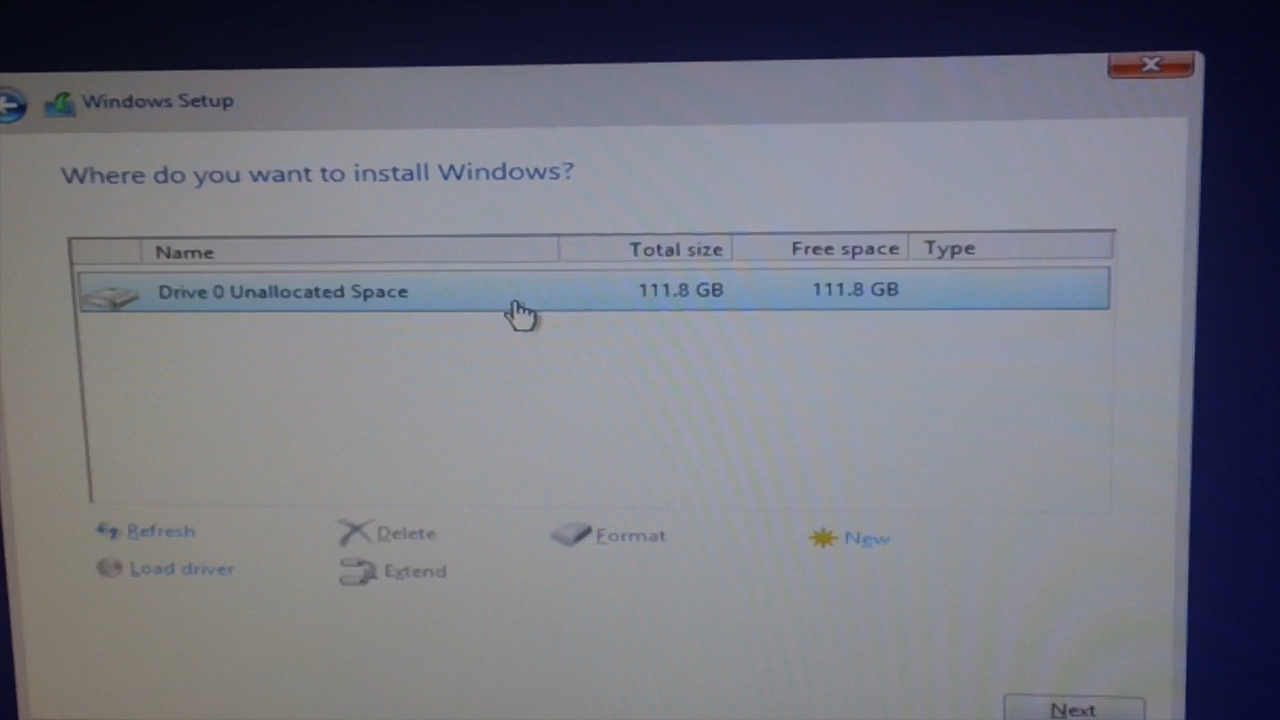 Windows Setup
Where do you want to install Windows?
Name Total size Free space Type
Drive 0 Unallocated Space 111.8 GB 111.8 GB
Refresh Delete Format New
Load driver Extend
Next